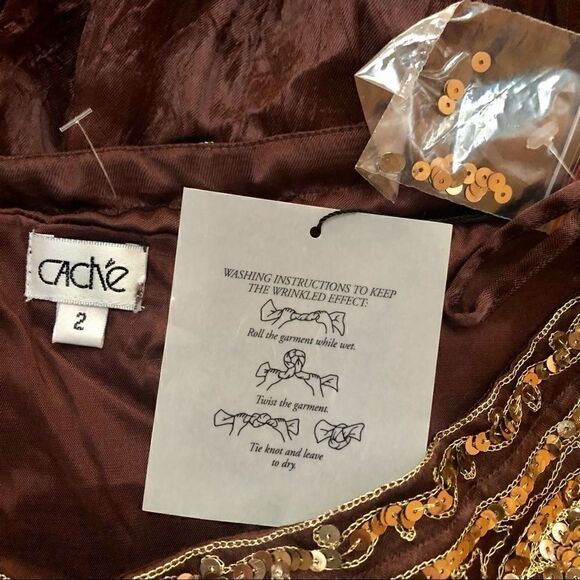 caché
2
WASHING INSTRUCTIONS TO KEEP
THE WRINKLED EFFECT:
Roll the garment while wet.
Twist the garment.
Tie knot and leave
to dry.